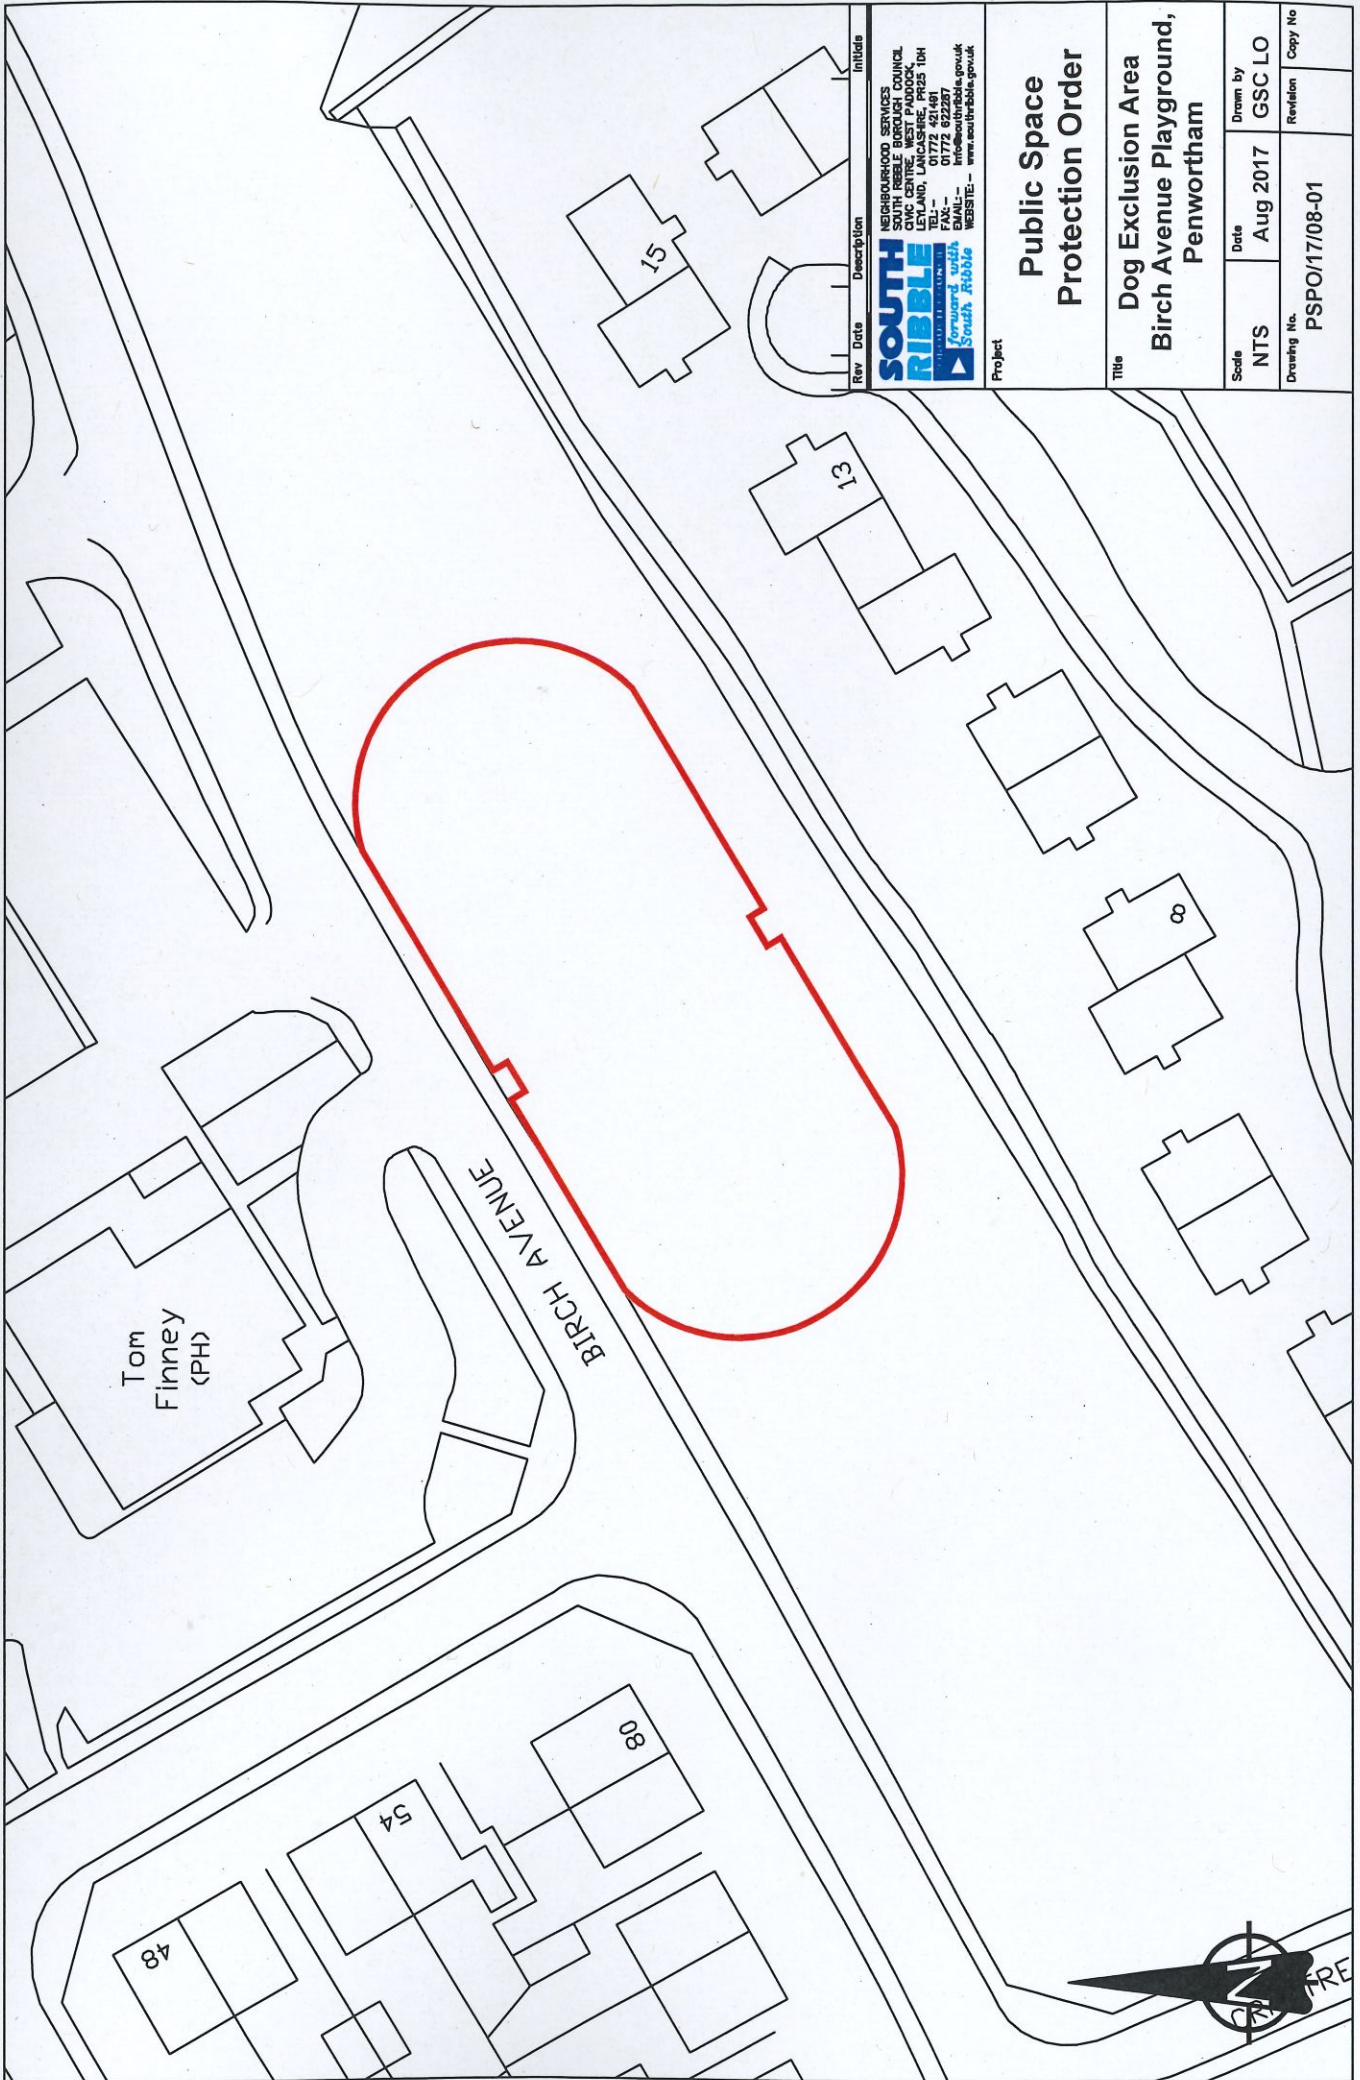 Tom
Finney
(PH)
BIRCH AVENUE
48
54
80
15
13
8
N
Rev Date Description Initials
SOUTH
RIBBLE
BOROUGH COUNCIL
forward with
South Ribble
NEIGHBOURHOOD SERVICES
SOUTH RIBBLE BOROUGH COUNCIL
CIVIC CENTRE, WEST PADDOCK,
LEYLAND, LANCASHIRE, PR25 1DH
TEL:- 01772 421491
FAX:- 01772 622287
EMAIL:- info@southribble.gov.uk
WEBSITE:- www.southribble.gov.uk
Project
Public Space
Protection Order
Title
Dog Exclusion Area
Birch Avenue Playground,
Penwortham
Scale
NTS
Date
Aug 2017
Drawn by
GSC LO
Drawing No.
PSPO/17/08-01
Revision
Copy No